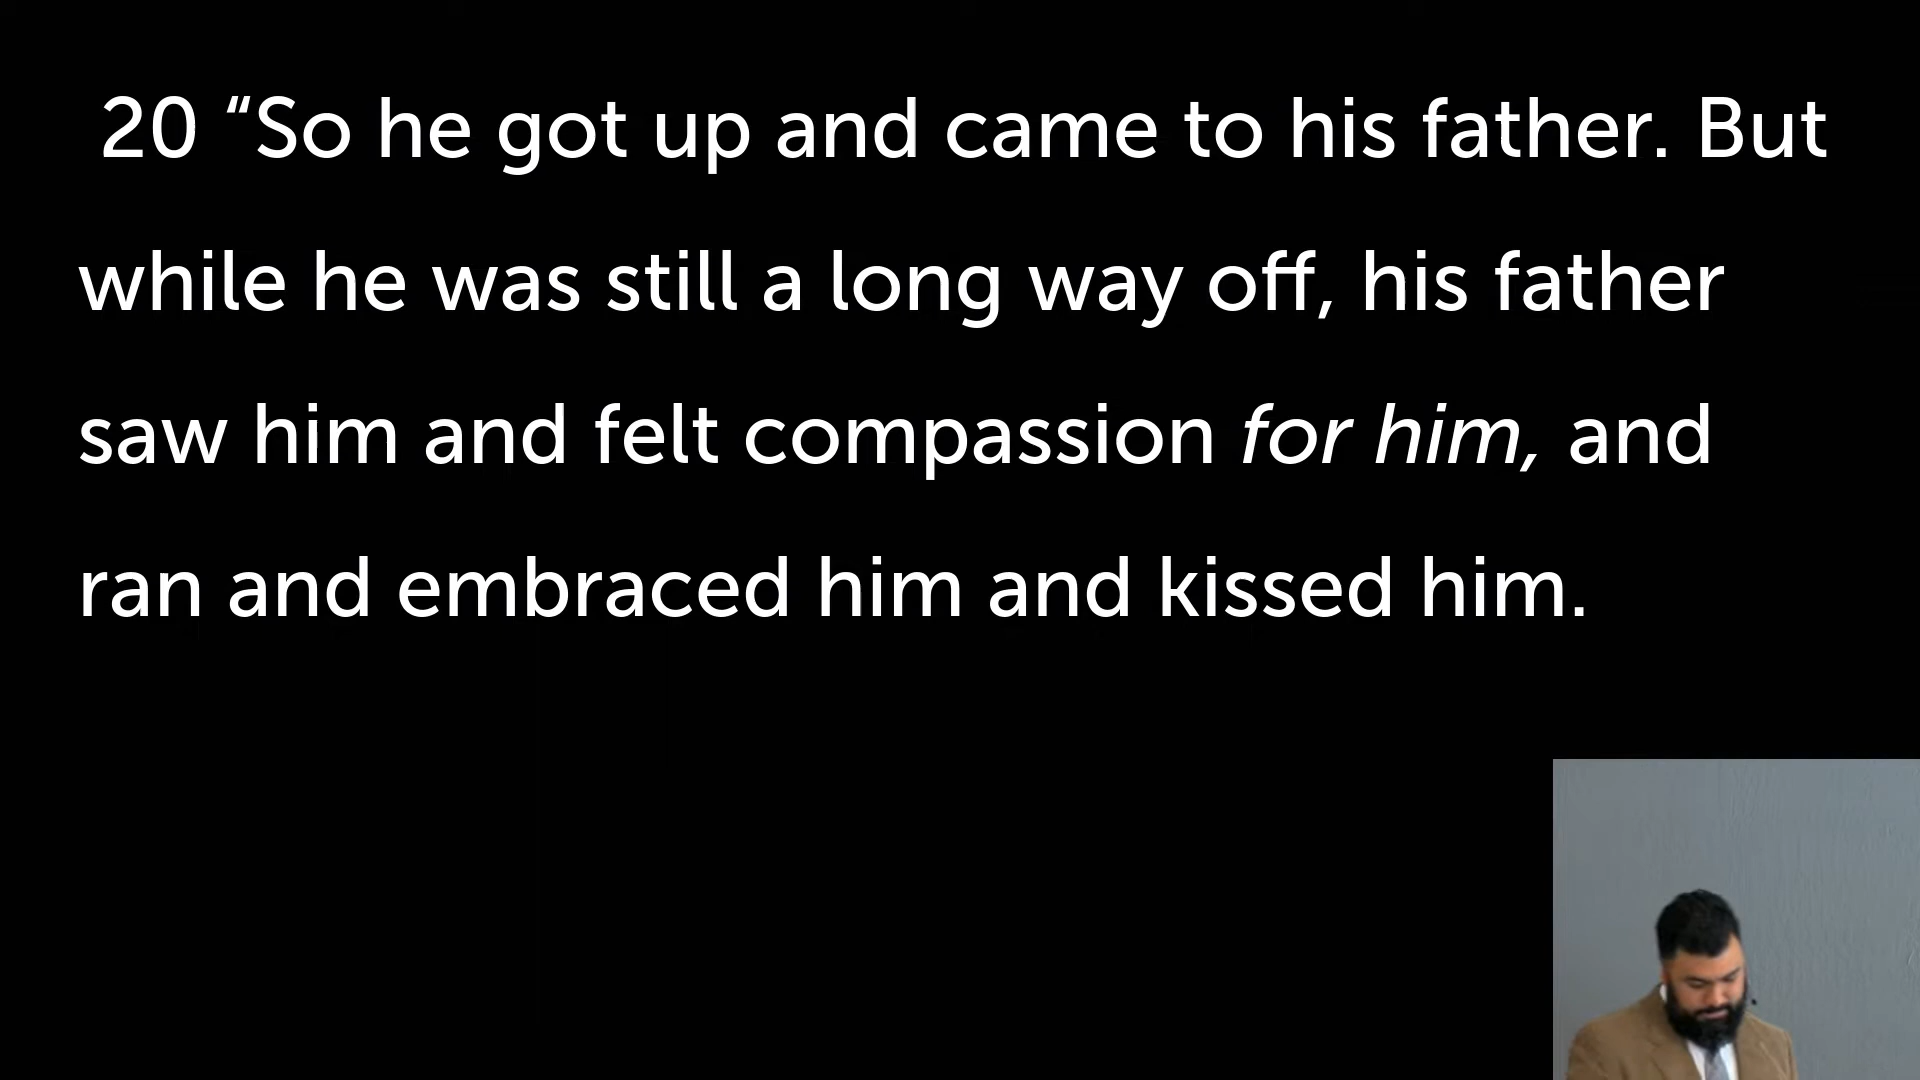 20 “So he got up and came to his father. But
while he was still a long way off, his father
saw him and felt compassion for him, and
ran and embraced him and kissed him.